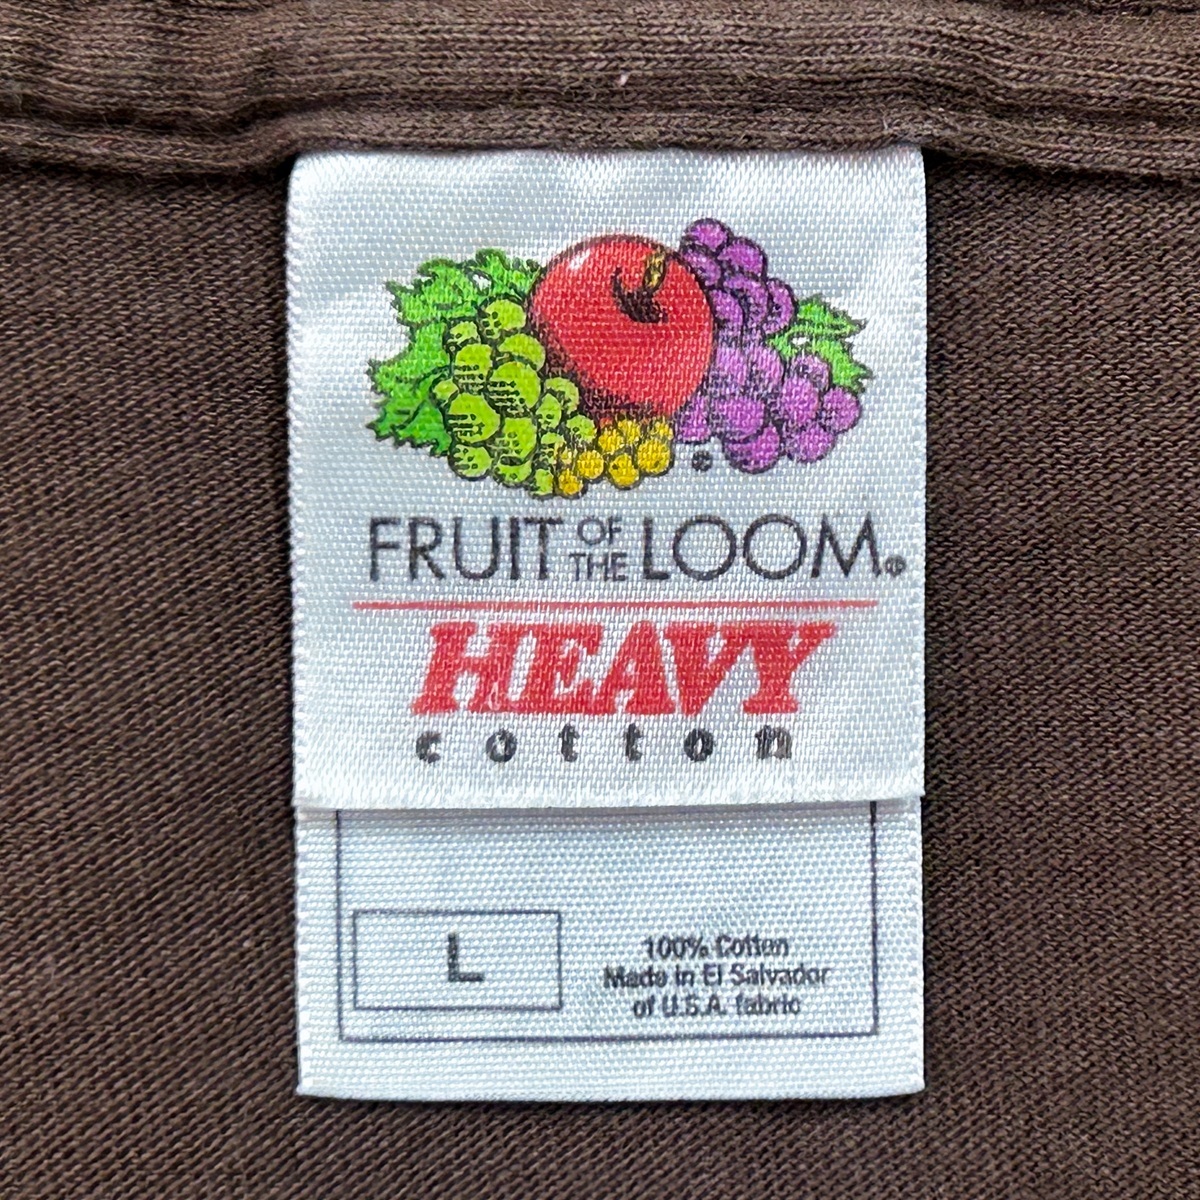 FRUIT OF THE LOOM®
HEAVY
cotton
L
100% Cotton
Made in El Salvador
of U.S.A. fabric